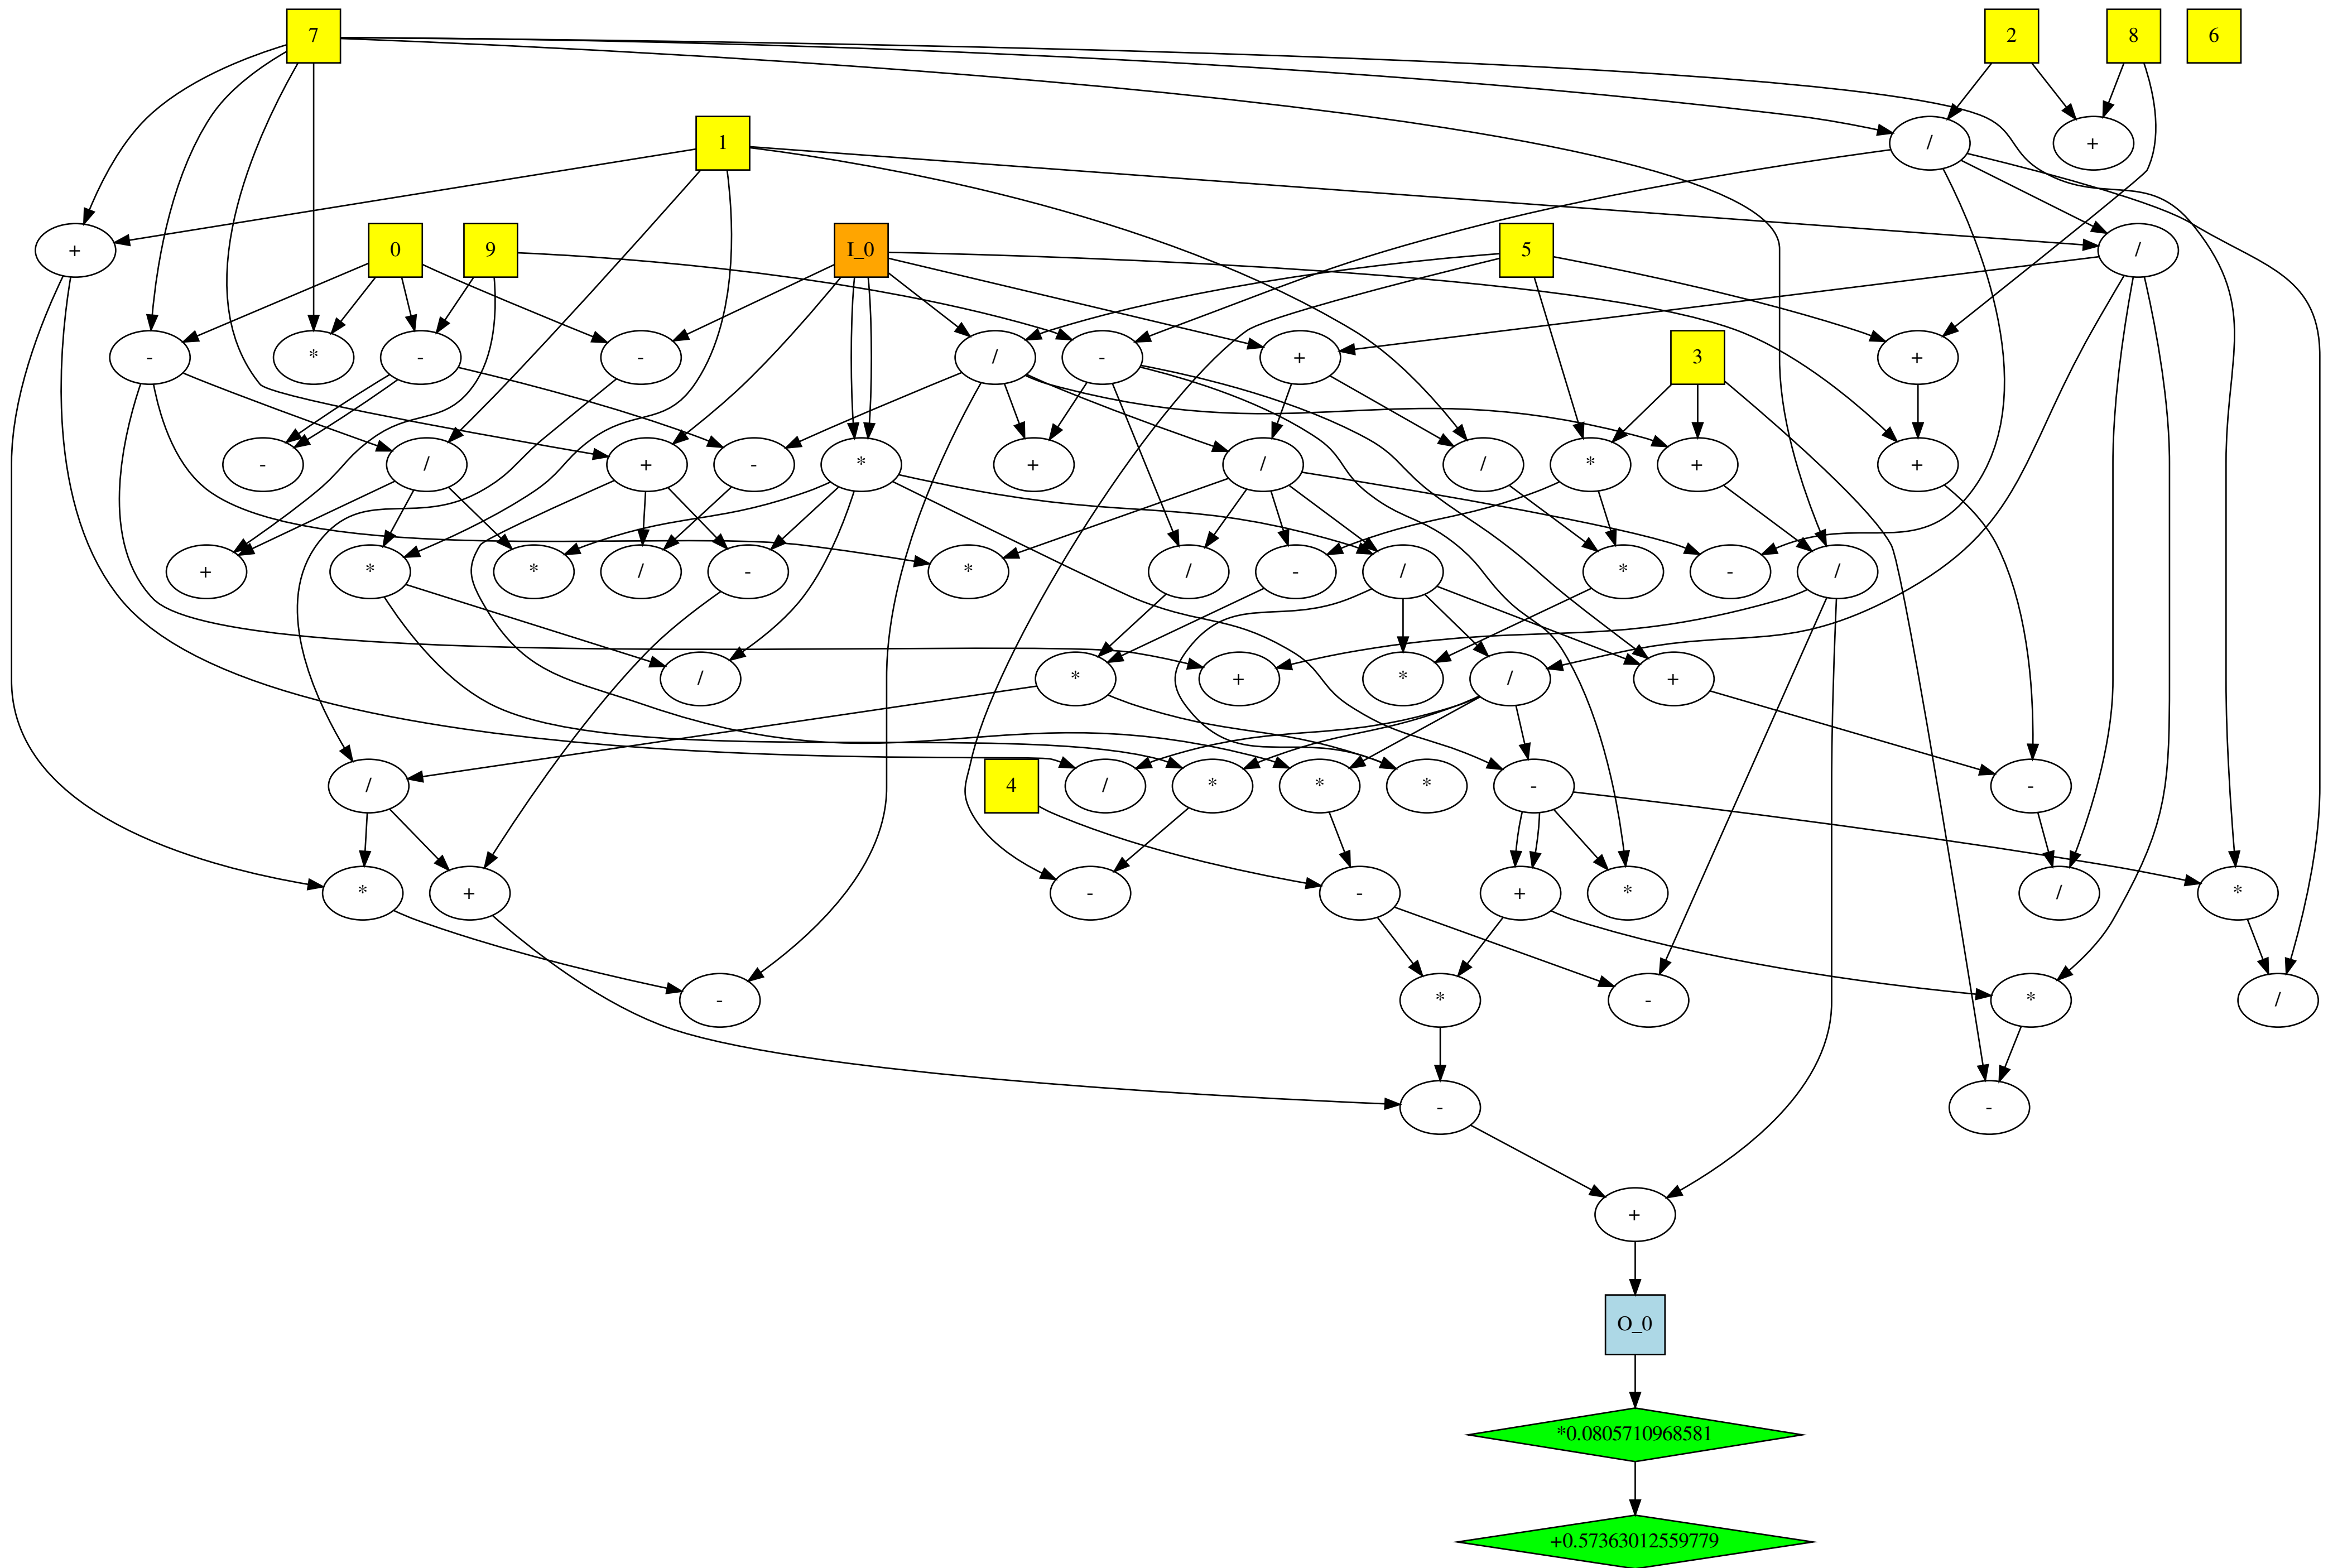 7 2 8 6
1 / +
+ 0 9 I_0 5 /
- * - - / - + 3 +
- / + - * + / / * + +
+ * * / - * / - / * - /
/ * + * / +
/ 4 / * * * - -
* + - - + * / *
- * - * /
- -
+
O_0
*0.0805710968581
+0.57363012559779